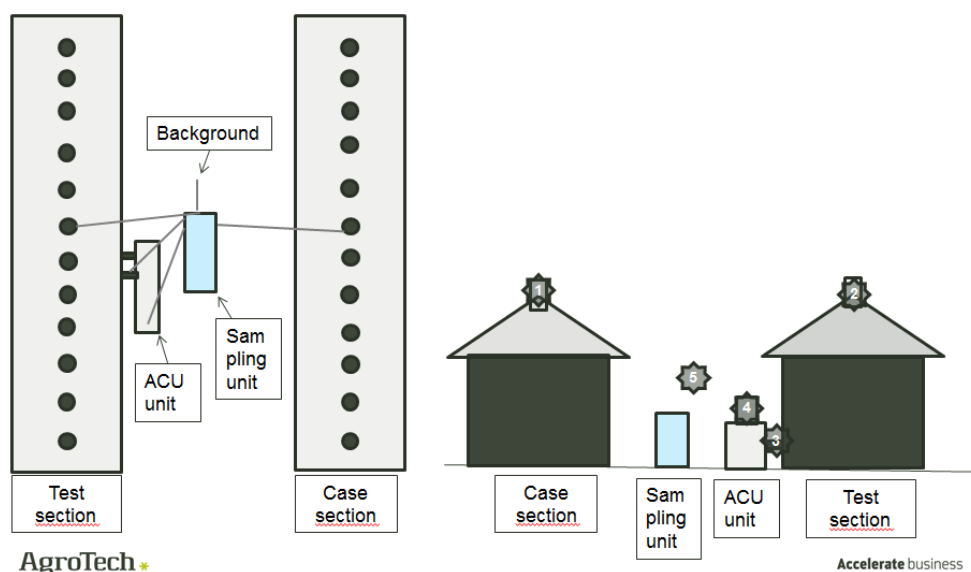 Background
Sam
pling
unit
ACU
unit
Test
section
Case
section
1
2
5
4
3
Case
section
Sam
pling
unit
ACU
unit
Test
section
AgroTech
Accelerate business